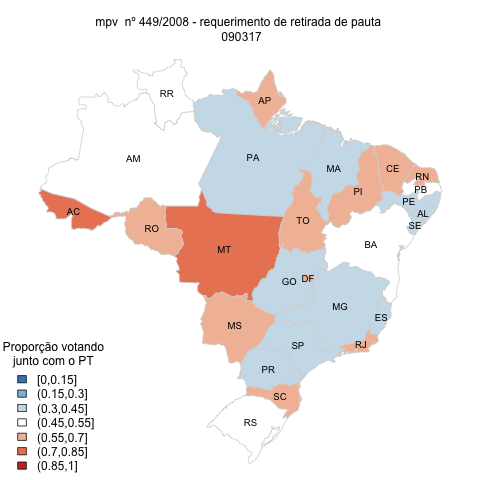 mpv nº 449/2008 - requerimento de retirada de pauta
090317
RR
AP
AM
PA
MA
CE
RN
PB
PI
PE
AL
SE
AC
RO
TO
MT
BA
GO
DF
MG
ES
MS
SP
RJ
PR
SC
RS
Proporção votando
junto com o PT
[0,0.15]
(0.15,0.3]
(0.3,0.45]
(0.45,0.55]
(0.55,0.7]
(0.7,0.85]
(0.85,1]